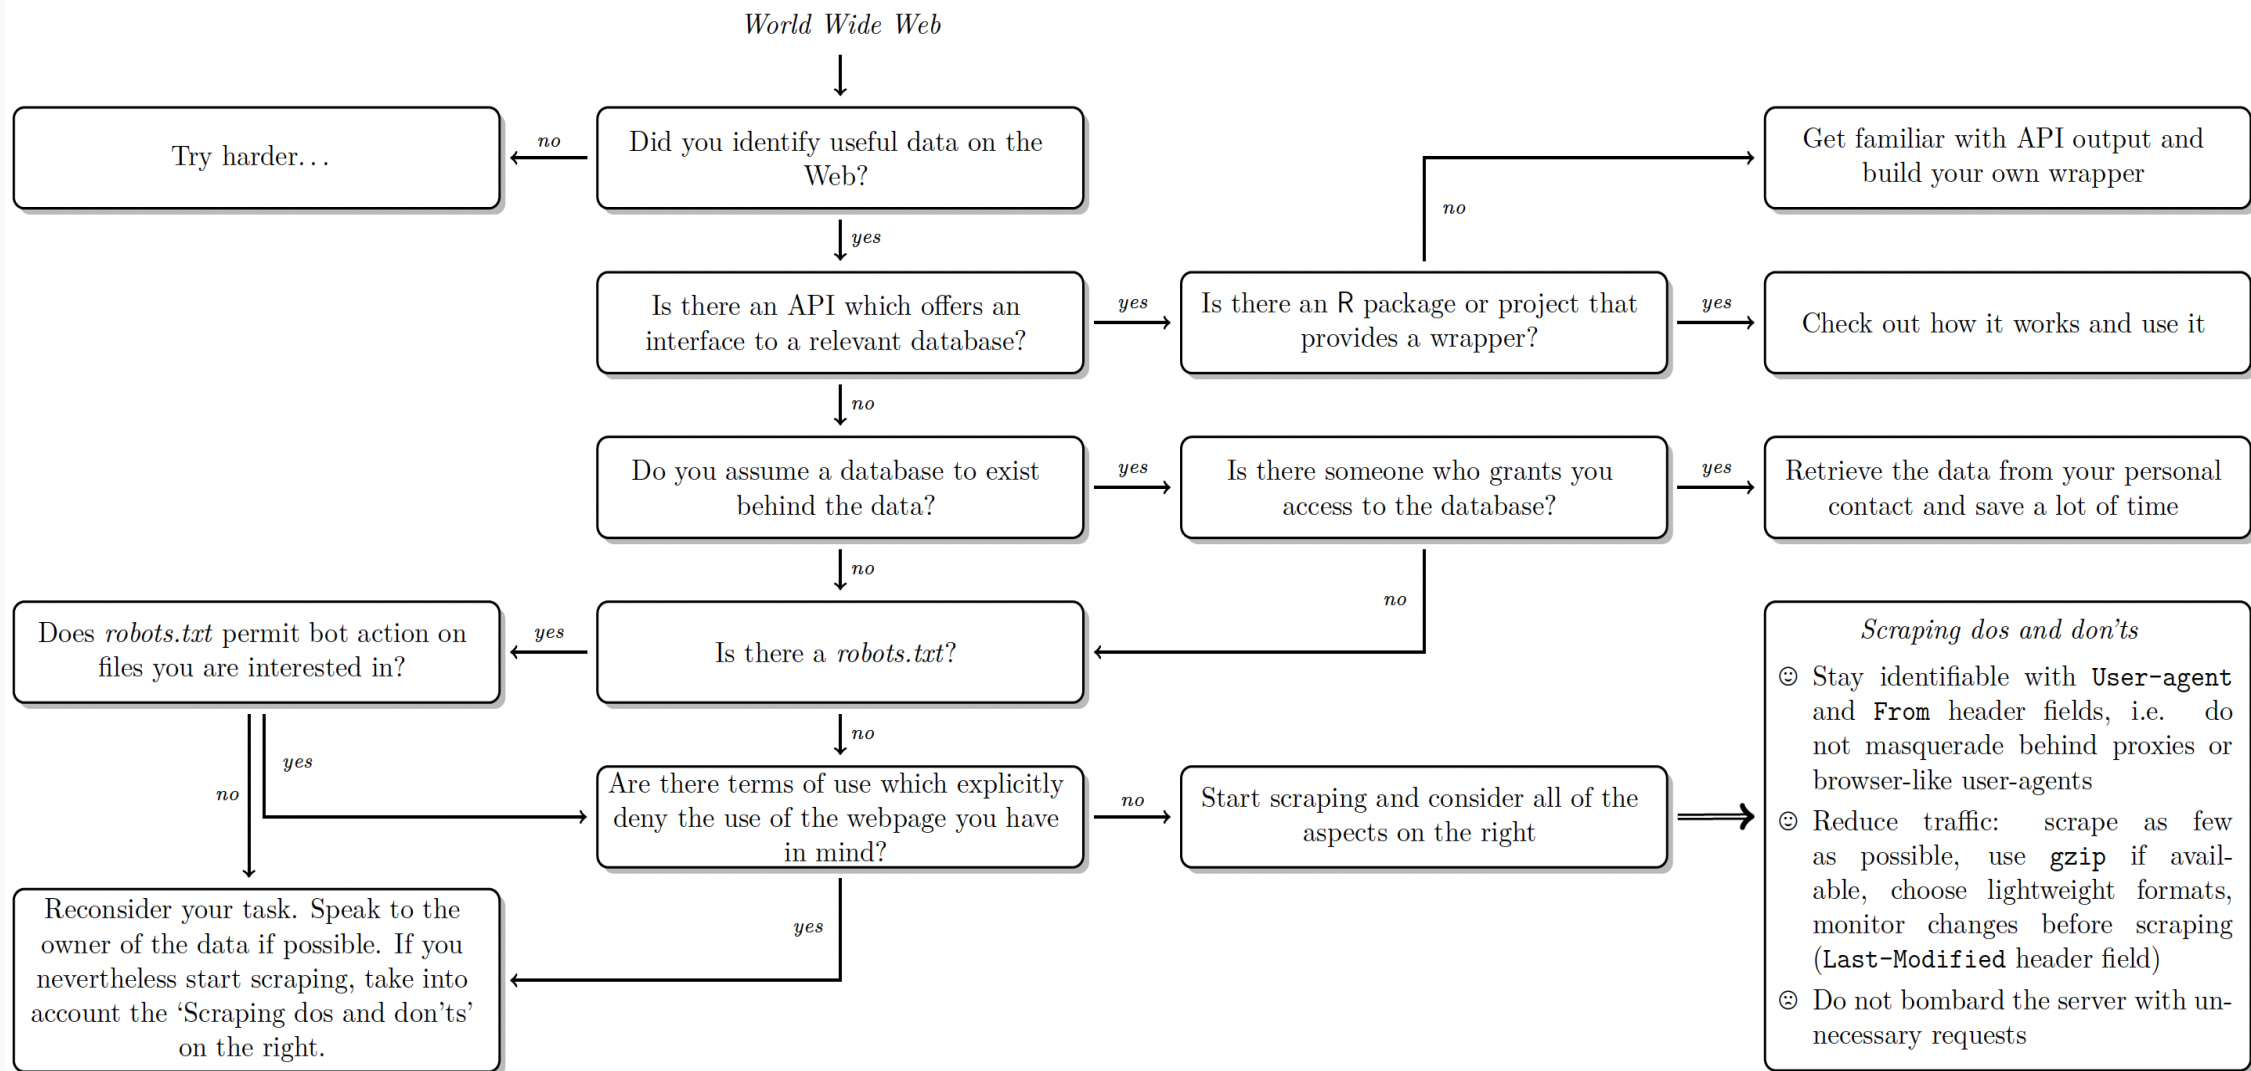 World Wide Web
Try harder...
no
Did you identify useful data on the
Web?
Get familiar with API output and
build your own wrapper
no
yes
Is there an API which offers an
interface to a relevant database?
yes
Is there an R package or project that
provides a wrapper?
yes
Check out how it works and use it
no
Do you assume a database to exist
behind the data?
yes
Is there someone who grants you
access to the database?
yes
Retrieve the data from your personal
contact and save a lot of time
no
no
Does robots.txt permit bot action on
files you are interested in?
yes
Is there a robots.txt?
no
yes
no
Are there terms of use which explicitly
deny the use of the webpage you have
in mind?
no
Start scraping and consider all of the
aspects on the right
yes
Reconsider your task. Speak to the
owner of the data if possible. If you
nevertheless start scraping, take into
account the ‘Scraping dos and don'ts’
on the right.
Scraping dos and don'ts
☺ Stay identifiable with User-agent
and From header fields, i.e. do
not masquerade behind proxies or
browser-like user-agents
☺ Reduce traffic: scrape as few
as possible, use gzip if avail-
able, choose lightweight formats,
monitor changes before scraping
(Last-Modified header field)
☹ Do not bombard the server with un-
necessary requests